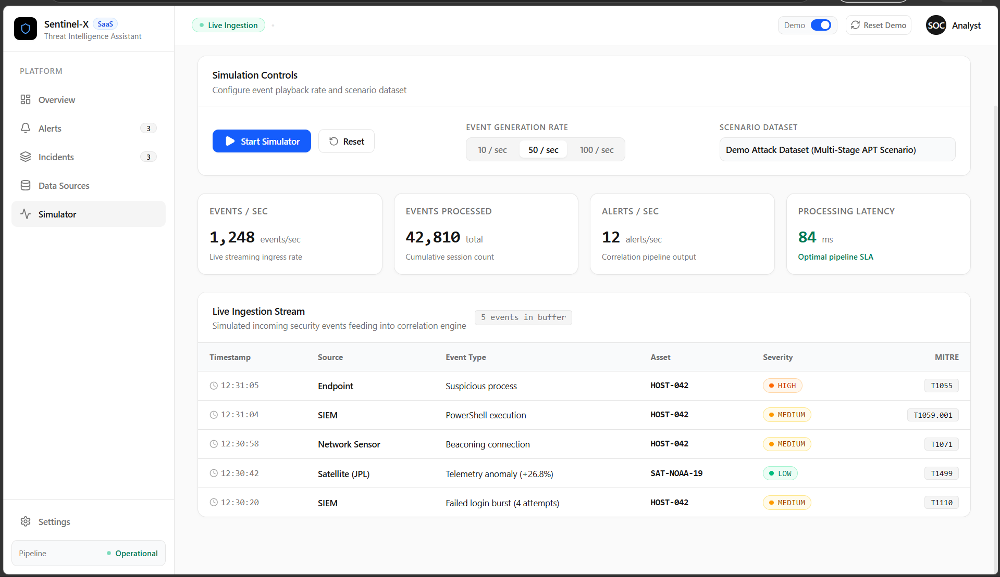 Sentinel-X SaaS
Threat Intelligence Assistant
Live Ingestion
Demo
Reset Demo
SOC Analyst
PLATFORM
Overview
Alerts 3
Incidents 3
Data Sources
Simulator
Settings
Pipeline Operational
Simulation Controls
Configure event playback rate and scenario dataset
Start Simulator
Reset
EVENT GENERATION RATE
10 / sec 50 / sec 100 / sec
SCENARIO DATASET
Demo Attack Dataset (Multi-Stage APT Scenario)
EVENTS / SEC
1,248 events/sec
Live streaming ingress rate
EVENTS PROCESSED
42,810 total
Cumulative session count
ALERTS / SEC
12 alerts/sec
Correlation pipeline output
PROCESSING LATENCY
84 ms
Optimal pipeline SLA
Live Ingestion Stream
Simulated incoming security events feeding into correlation engine
5 events in buffer
Timestamp Source Event Type Asset Severity MITRE
12:31:05 Endpoint Suspicious process HOST-042 HIGH T1055
12:31:04 SIEM PowerShell execution HOST-042 MEDIUM T1059.001
12:30:58 Network Sensor Beaconing connection HOST-042 MEDIUM T1071
12:30:42 Satellite (JPL) Telemetry anomaly (+26.8%) SAT-NOAA-19 LOW T1499
12:30:20 SIEM Failed login burst (4 attempts) HOST-042 MEDIUM T1110